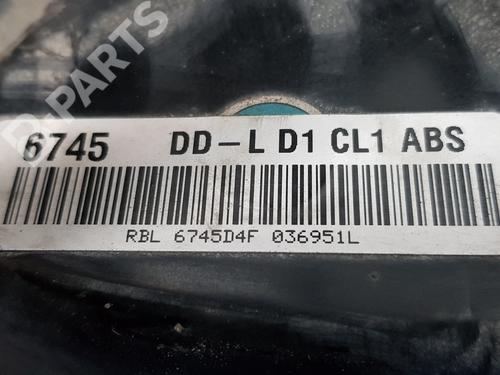 B-PARTS
6745 DD-L D1 CL1 ABS
RBL 6745D4F 036951L